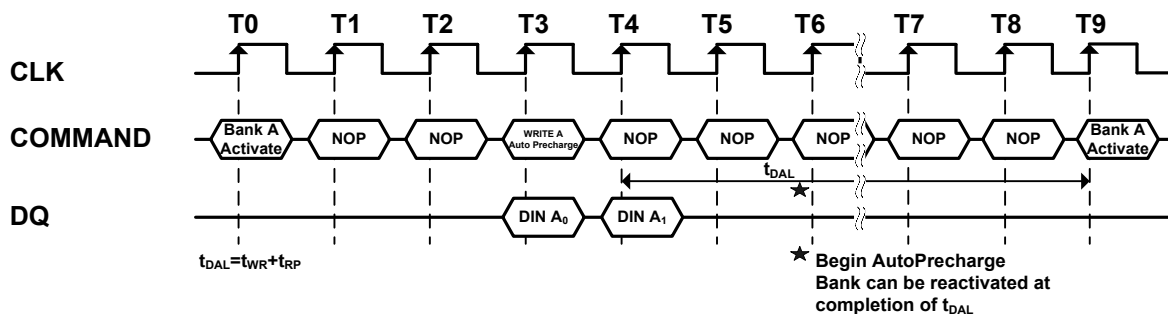 T0 T1 T2 T3 T4 T5 T6 T7 T8 T9
CLK
COMMAND
Bank A
Activate
NOP
NOP
WRITE A
Auto Precharge
NOP
NOP
NOP
NOP
NOP
Bank A
Activate
tDAL
DQ
DIN A0
DIN A1
tDAL=tWR+tRP
★ Begin AutoPrecharge
Bank can be reactivated at
completion of tDAL